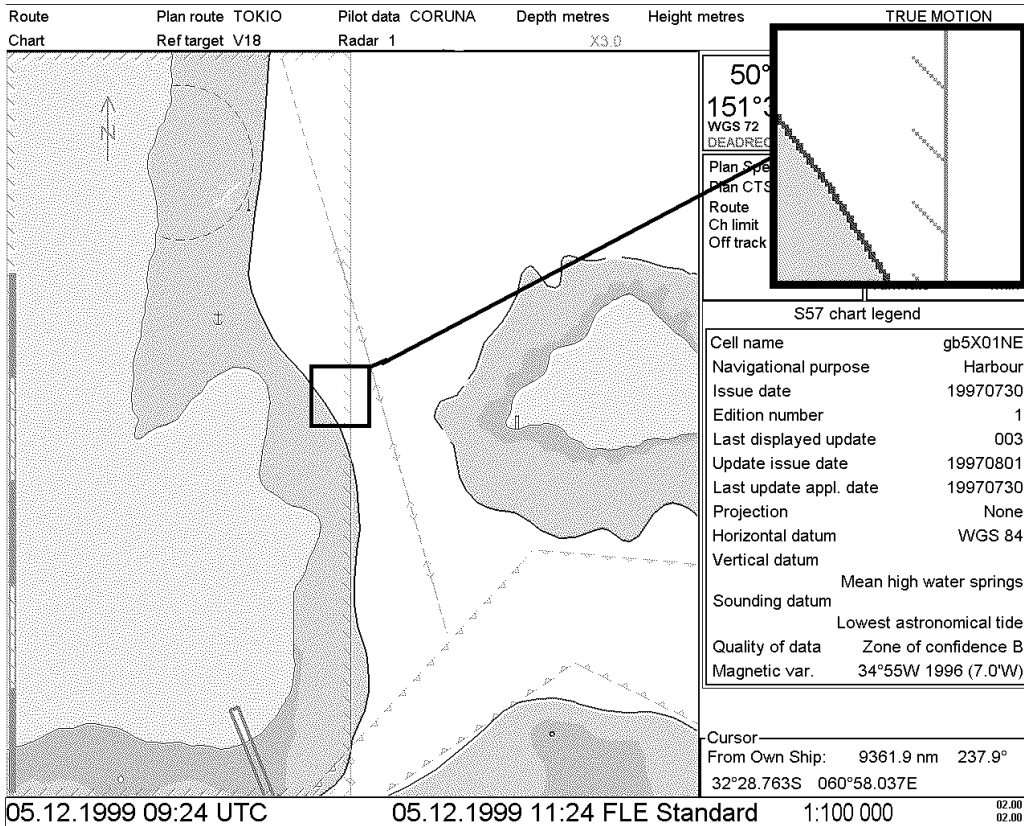 Route Plan route TOKIO Pilot data CORUNA Depth metres Height metres TRUE MOTION
Chart Ref target V18 Radar 1 X3.0
N
50°
151°3
WGS 72
DEADREC
Plan Spe
Plan CTS
Route
Ch limit
Off track
S57 chart legend
Cell name gb5X01NE
Navigational purpose Harbour
Issue date 19970730
Edition number 1
Last displayed update 003
Update issue date 19970801
Last update appl. date 19970730
Projection None
Horizontal datum WGS 84
Vertical datum
Mean high water springs
Sounding datum
Lowest astronomical tide
Quality of data Zone of confidence B
Magnetic var. 34°55W 1996 (7.0'W)
Cursor
From Own Ship: 9361.9 nm 237.9°
32°28.763S 060°58.037E
05.12.1999 09:24 UTC 05.12.1999 11:24 FLE Standard 1:100 000 02.00
02.00